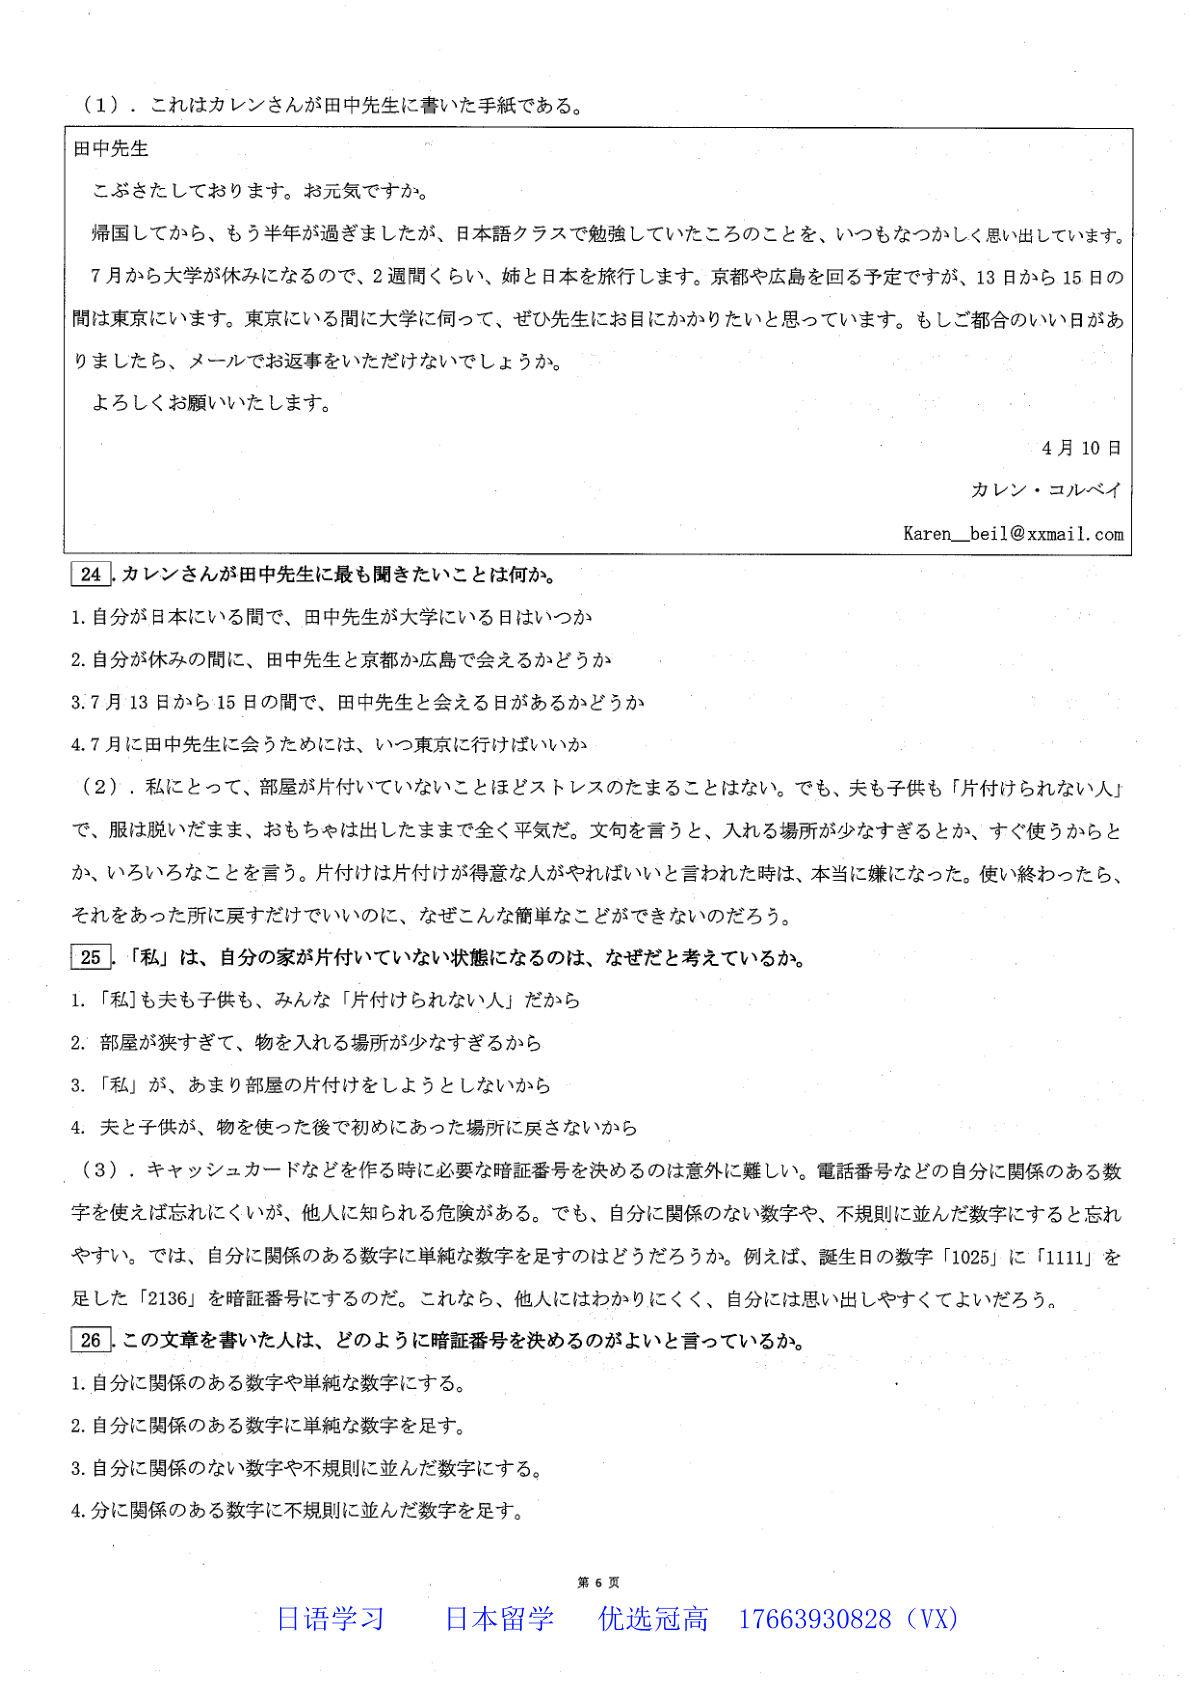 （1）．これはカレンさんが田中先生に書いた手紙である。
田中先生
こぶさたしております。お元気ですか。
帰国してから、もう半年が過ぎましたが、日本語クラスで勉強していたころのことを、いつもなつかしく思い出しています。
7月から大学が休みになるので、2週間くらい、姉と日本を旅行します。京都や広島を回る予定ですが、13日から15日の
間は東京にいます。東京にいる間に大学に伺って、ぜひ先生にお目にかかりたいと思っています。もしご都合のいい日があ
りましたら、メールでお返事をいただけないでしょうか。
よろしくお願いいたします。
4月10日
カレン・コルベイ
Karen__beil@xxmail.com
24．カレンさんが田中先生に最も聞きたいことは何か。
1.自分が日本にいる間で、田中先生が大学にいる日はいつか
2.自分が休みの間に、田中先生と京都か広島で会えるかどうか
3.7月13日から15日の間で、田中先生と会える日があるかどうか
4.7月に田中先生に会うためには、いつ東京に行けばいいか
（2）．私にとって、部屋が片付いていないことほどストレスのたまることはない。でも、夫も子供も「片付けられない人」
で、服は脱いだまま、おもちゃは出したままで全く平気だ。文句を言うと、入れる場所が少なすぎるとか、すぐ使うからと
か、いろいろなことを言う。片付けは片付けが得意な人がやればいいと言われた時は、本当に嫌になった。使い終わったら、
それをあった所に戻すだけでいいのに、なぜこんな簡単なこどができないのだろう。
25．「私」は、自分の家が片付いていない状態になるのは、なぜだと考えているか。
1.「私]も夫も子供も、みんな「片付けられない人」だから
2. 部屋が狭すぎて、物を入れる場所が少なすぎるから
3.「私」が、あまり部屋の片付けをしようとしないから
4. 夫と子供が、物を使った後で初めにあった場所に戻さないから
（3）．キャッシュカードなどを作る時に必要な暗証番号を決めるのは意外に難しい。電話番号などの自分に関係のある数
字を使えば忘れにくいが、他人に知られる危険がある。でも、自分に関係のない数字や、不規則に並んだ数字にすると忘れ
やすい。では、自分に関係のある数字に単純な数字を足すのはどうだろうか。例えば、誕生日の数字「1025」に「1111」を
足した「2136」を暗証番号にするのだ。これなら、他人にはわかりにくく、自分には思い出しやすくてよいだろう。
26．この文章を書いた人は、どのように暗証番号を決めるのがよいと言っているか。
1.自分に関係のある数字や単純な数字にする。
2.自分に関係のある数字に単純な数字を足す。
3.自分に関係のない数字や不規則に並んだ数字にする。
4.分に関係のある数字に不規則に並んだ数字を足す。
第 6 页
日语学习 日本留学 优选冠高 17663930828（VX)